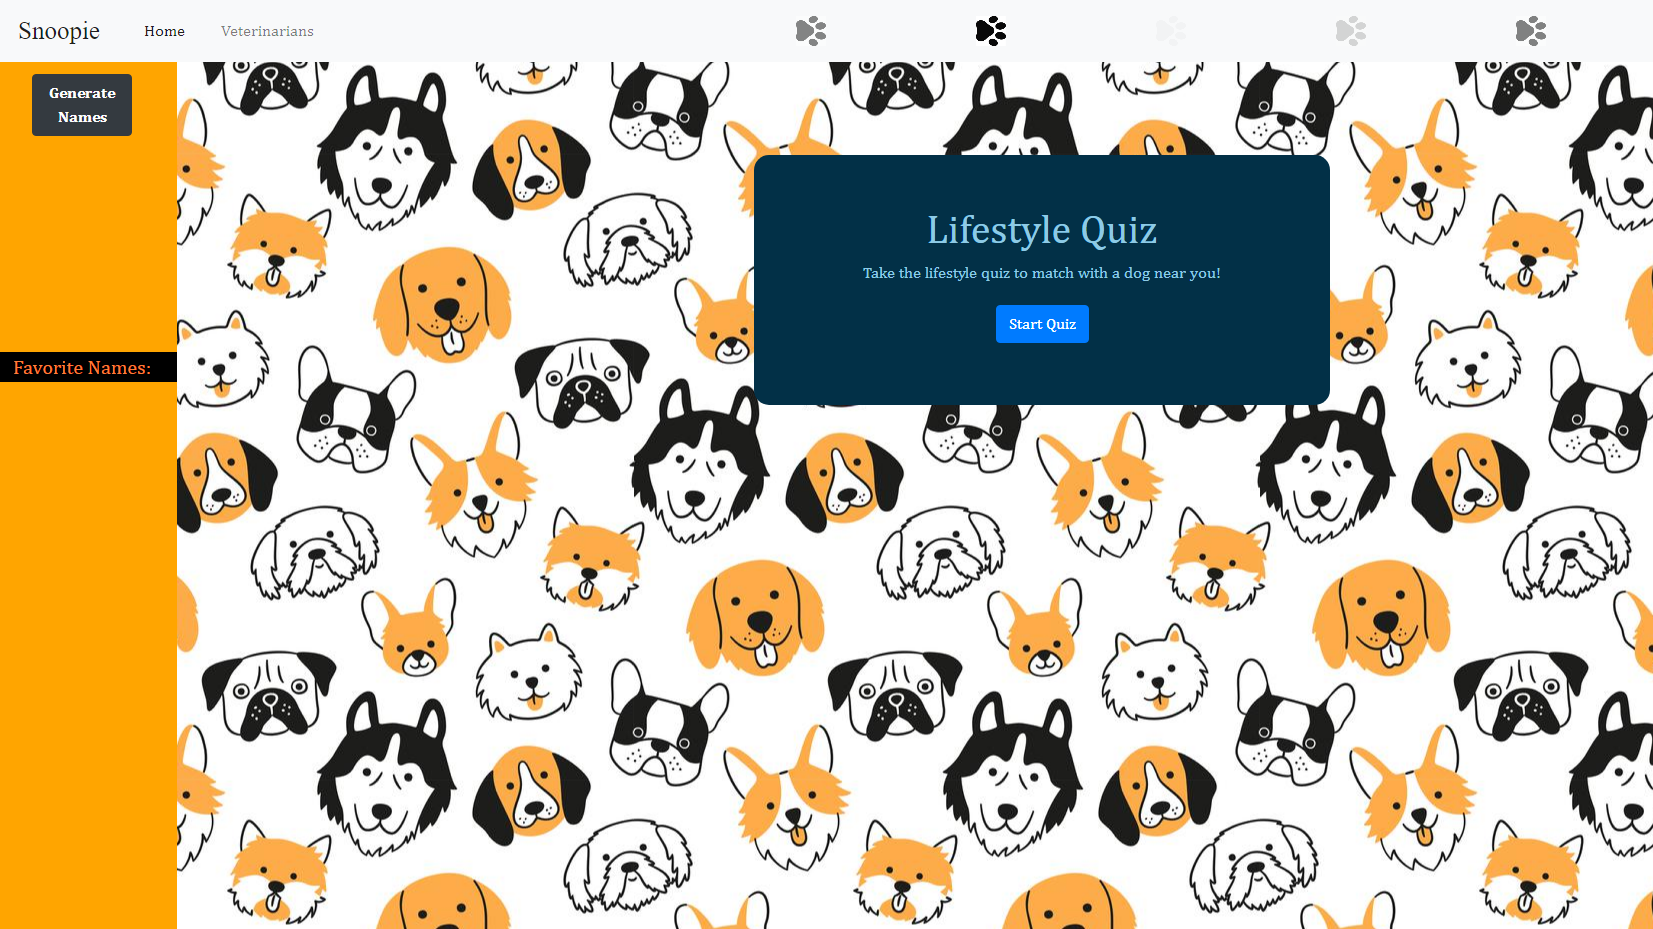 Snoopie Home Veterinarians
Generate
Names
Lifestyle Quiz
Take the lifestyle quiz to match with a dog near you!
Start Quiz
Favorite Names: